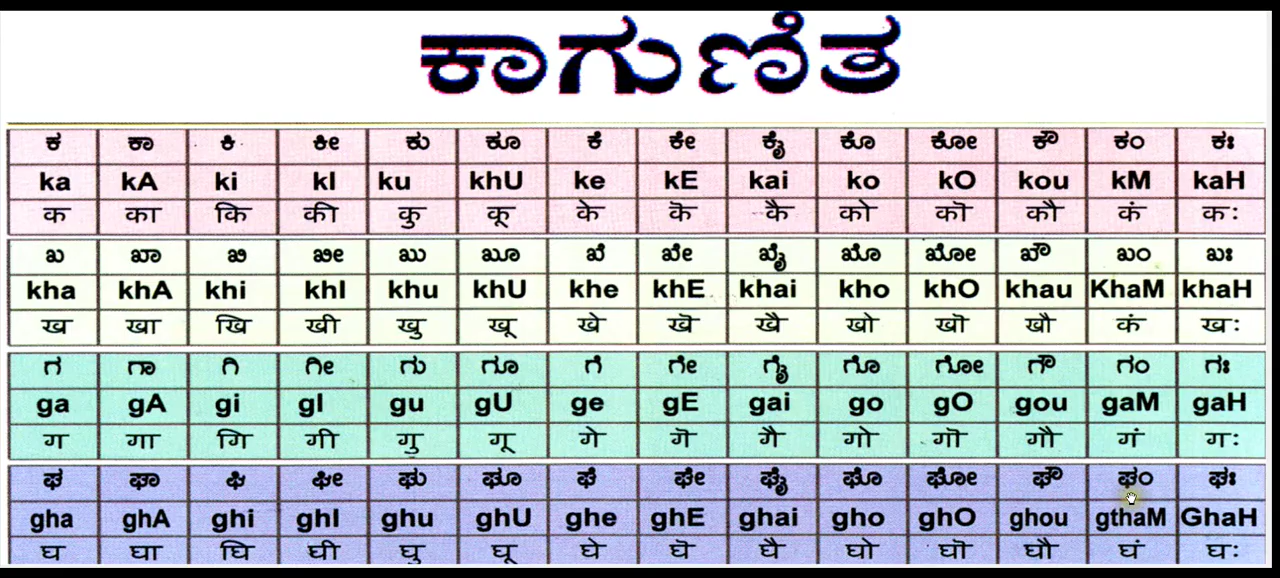 ಕಾಗುಣಿತ
ಕ ಕಾ ಕಿ ಕೀ ಕು ಕೂ ಕೆ ಕೇ ಕೈ ಕೊ ಕೋ ಕೌ ಕಂ ಕಃ
ka kA ki kI ku khU ke kE kai ko kO kou kM kaH
क का कि की कु कू के कॆ कै को कॊ कौ कं कः
ಖ ಖಾ ಖಿ ಖೀ ಖು ಖೂ ಖೆ ಖೇ ಖೈ ಖೊ ಖೋ ಖೌ ಖಂ ಖಃ
kha khA khi khI khu khU khe khE khai kho khO khau KhaM khaH
ख खा खि खी खु खू खे खॆ खै खो खॊ खौ कं खः
ಗ ಗಾ ಗಿ ಗೀ ಗು ಗೂ ಗೆ ಗೇ ಗೈ ಗೊ ಗೋ ಗೌ ಗಂ ಗಃ
ga gA gi gI gu gU ge gE gai go gO gou gaM gaH
ग गा गि गी गु गू गे गॆ गै गो गॊ गौ गं गः
ಘ ಘಾ ಘಿ ಘೀ ಘು ಘೂ ಘೆ ಘೇ ಘೈ ಘೊ ಘೋ ಘೌ ಘಂ ಘಃ
gha ghA ghi ghI ghu ghU ghe ghE ghai gho ghO ghou gthaM GhaH
घ घा घि घी घु घू घे घॆ घै घो घॊ घौ घं घः